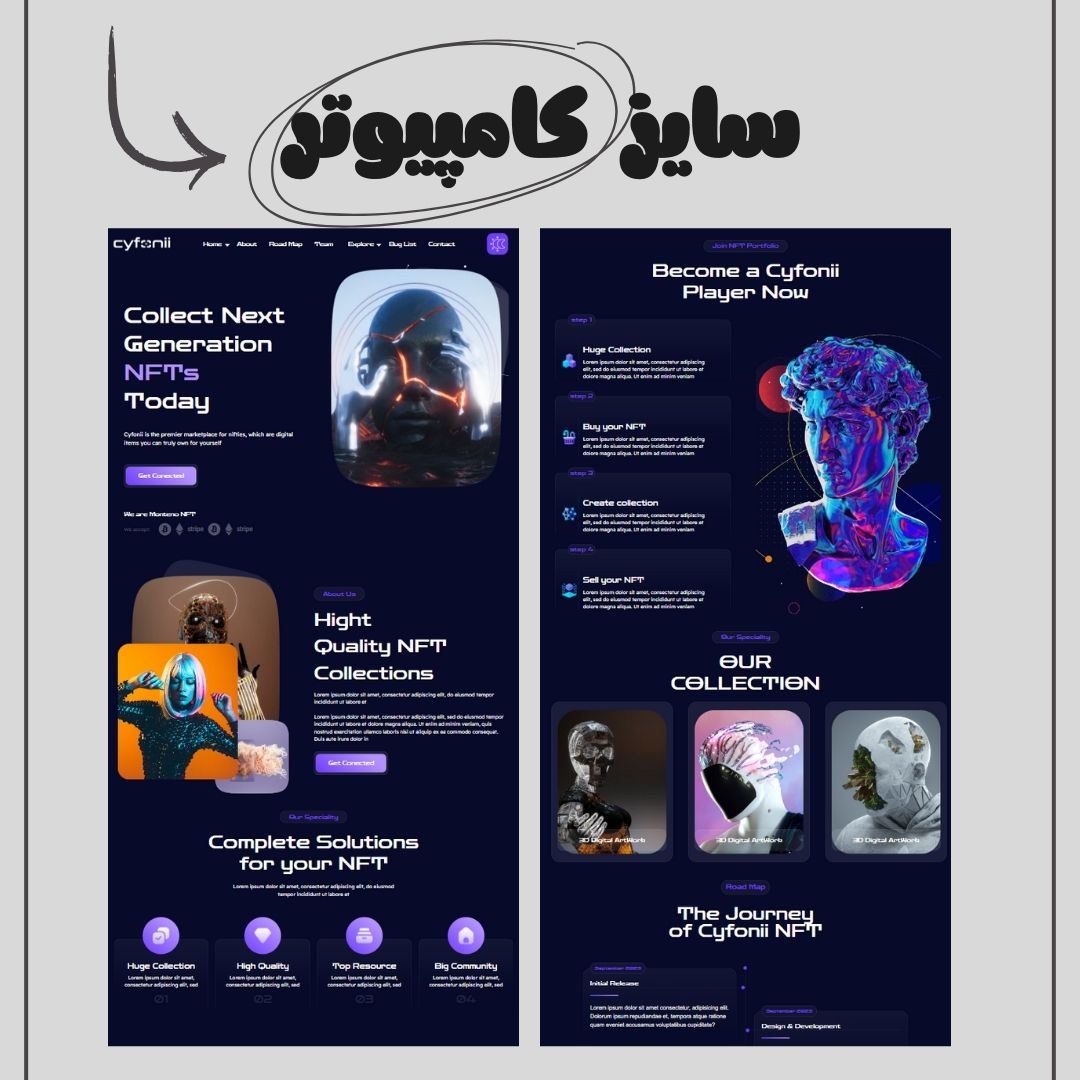 سایز کامپیوتر
cyfonii
Home About Road Map Team Explore Bug List Contact
Collect Next
Generation
NFTs
Today
Cyfonii is the premier marketplace for nifties, which are digital
items you can truly own for yourself
Get Conected
We are Monteno NFT
We accept stripe stripe
About Us
Hight
Quality NFT
Collections
Lorem ipsum dolor sit amet, consectetur adipiscing elit, do eiusmod tempor
incididunt ut labore et
Lorem ipsum dolor sit amet, consectetur adipiscing elit, sed do eiusmod tempor
incididunt ut labore et dolore magna aliqua. Ut enim ad minim veniam, quis
nostrud exercitation ullamco laboris nisi ut aliquip ex ea commodo consequat.
Duis aute irure dolor in
Get Conected
Our Speciality
Complete Solutions
for your NFT
Lorem ipsum dolor sit amet, consectetur adipiscing elit, do eiusmod
tempor incididunt ut labore et
Huge Collection
Lorem ipsum dolor sit amet,
consectetur adipiscing elit, sed
01
High Quality
Lorem ipsum dolor sit amet,
consectetur adipiscing elit, sed
02
Top Resource
Lorem ipsum dolor sit amet,
consectetur adipiscing elit, sed
03
Big Community
Lorem ipsum dolor sit amet,
consectetur adipiscing elit, sed
04
Join NFT Portfolio
Become a Cyfonii
Player Now
step 1
Huge Collection
Lorem ipsum dolor sit amet, consectetur adipiscing
elit, sed do eiusmod tempor incididunt ut labore et
dolore magna aliqua. Ut enim ad minim veniam
step 2
Buy your NFT
Lorem ipsum dolor sit amet, consectetur adipiscing
elit, sed do eiusmod tempor incididunt ut labore et
dolore magna aliqua. Ut enim ad minim veniam
step 3
Create collection
Lorem ipsum dolor sit amet, consectetur adipiscing
elit, sed do eiusmod tempor incididunt ut labore et
dolore magna aliqua. Ut enim ad minim veniam
step 4
Sell your NFT
Lorem ipsum dolor sit amet, consectetur adipiscing
elit, sed do eiusmod tempor incididunt ut labore et
dolore magna aliqua. Ut enim ad minim veniam
Our Speciality
OUR
COLLECTION
3D Digital ArtWork
3D Digital ArtWork
3D Digital ArtWork
Road Map
The Journey
of Cyfonii NFT
September 2023
Initial Release
Lorem ipsum dolor sit amet consectetur, adipisicing elit.
Dolorum ipsum repudiandae et, tempora atque ratione
quam eveniet accusamus voluptatibus cupiditate?
September 2023
Design & Development